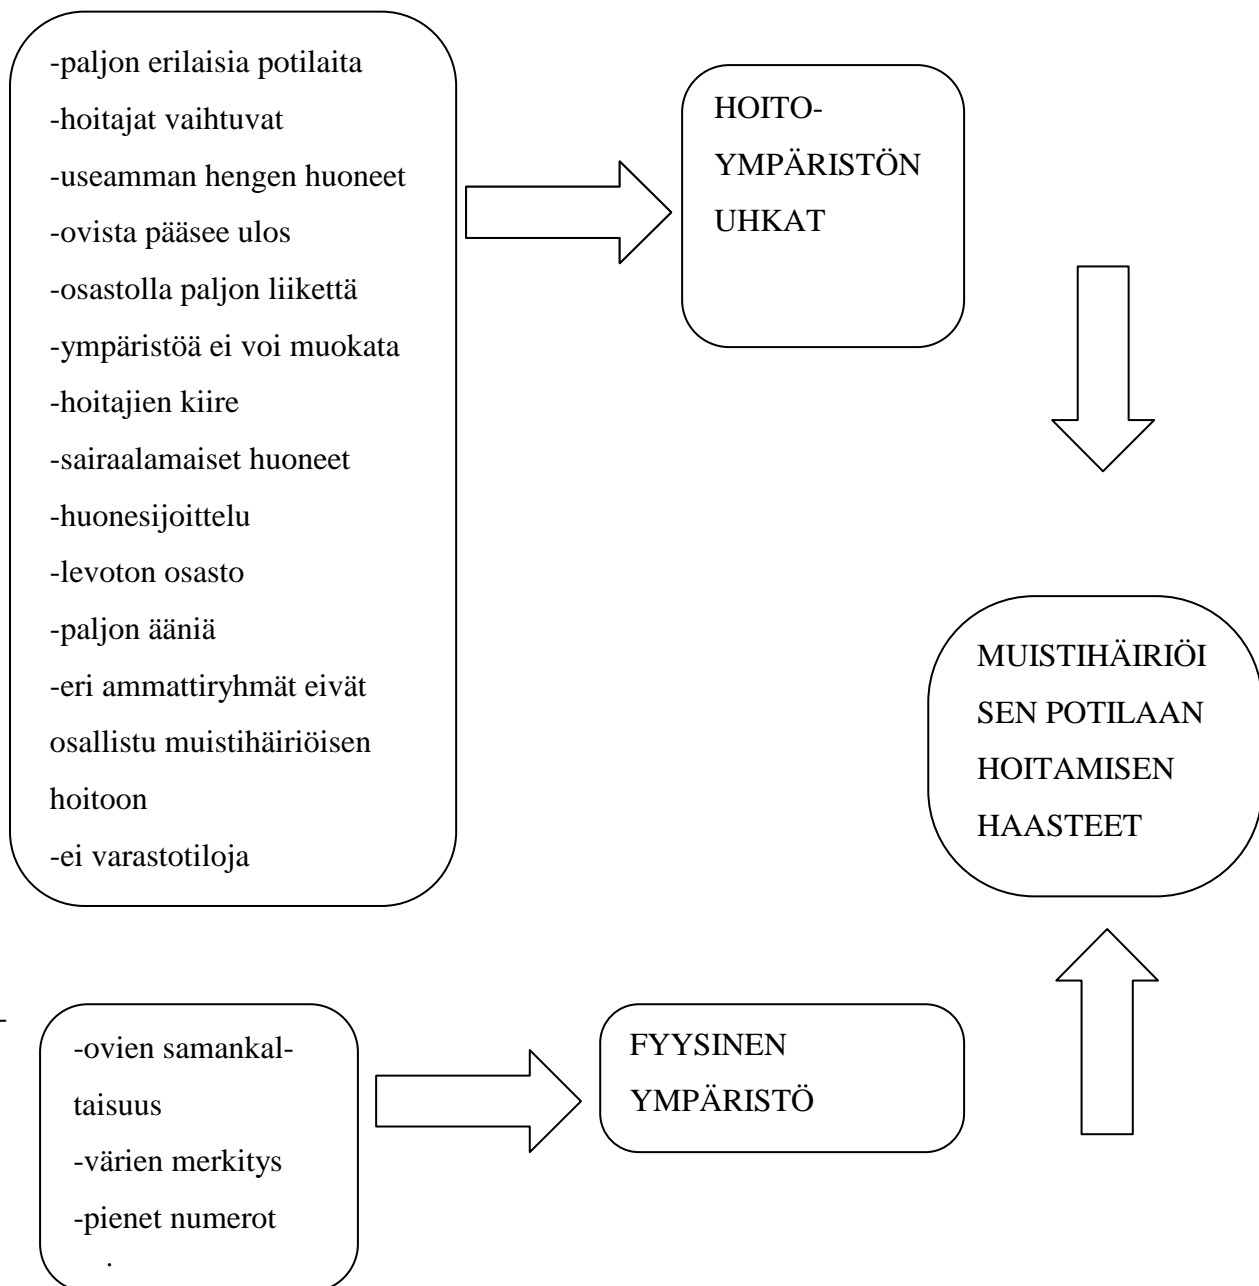 -paljon erilaisia potilaita
-hoitajat vaihtuvat
-useamman hengen huoneet
-ovista pääsee ulos
-osastolla paljon liikettä
-ympäristöä ei voi muokata
-hoitajien kiire
-sairaalamaiset huoneet
-huonesijoittelu
-levoton osasto
-paljon ääniä
-eri ammattiryhmät eivät
osallistu muistihäiriöisen
hoitoon
-ei varastotiloja
HOITO-
YMPÄRISTÖN
UHKAT
MUISTIHÄIRIÖI
SEN POTILAAN
HOITAMISEN
HAASTEET
-ovien samankal-
taisuus
-värien merkitys
-pienet numerot
FYYSINEN
YMPÄRISTÖ